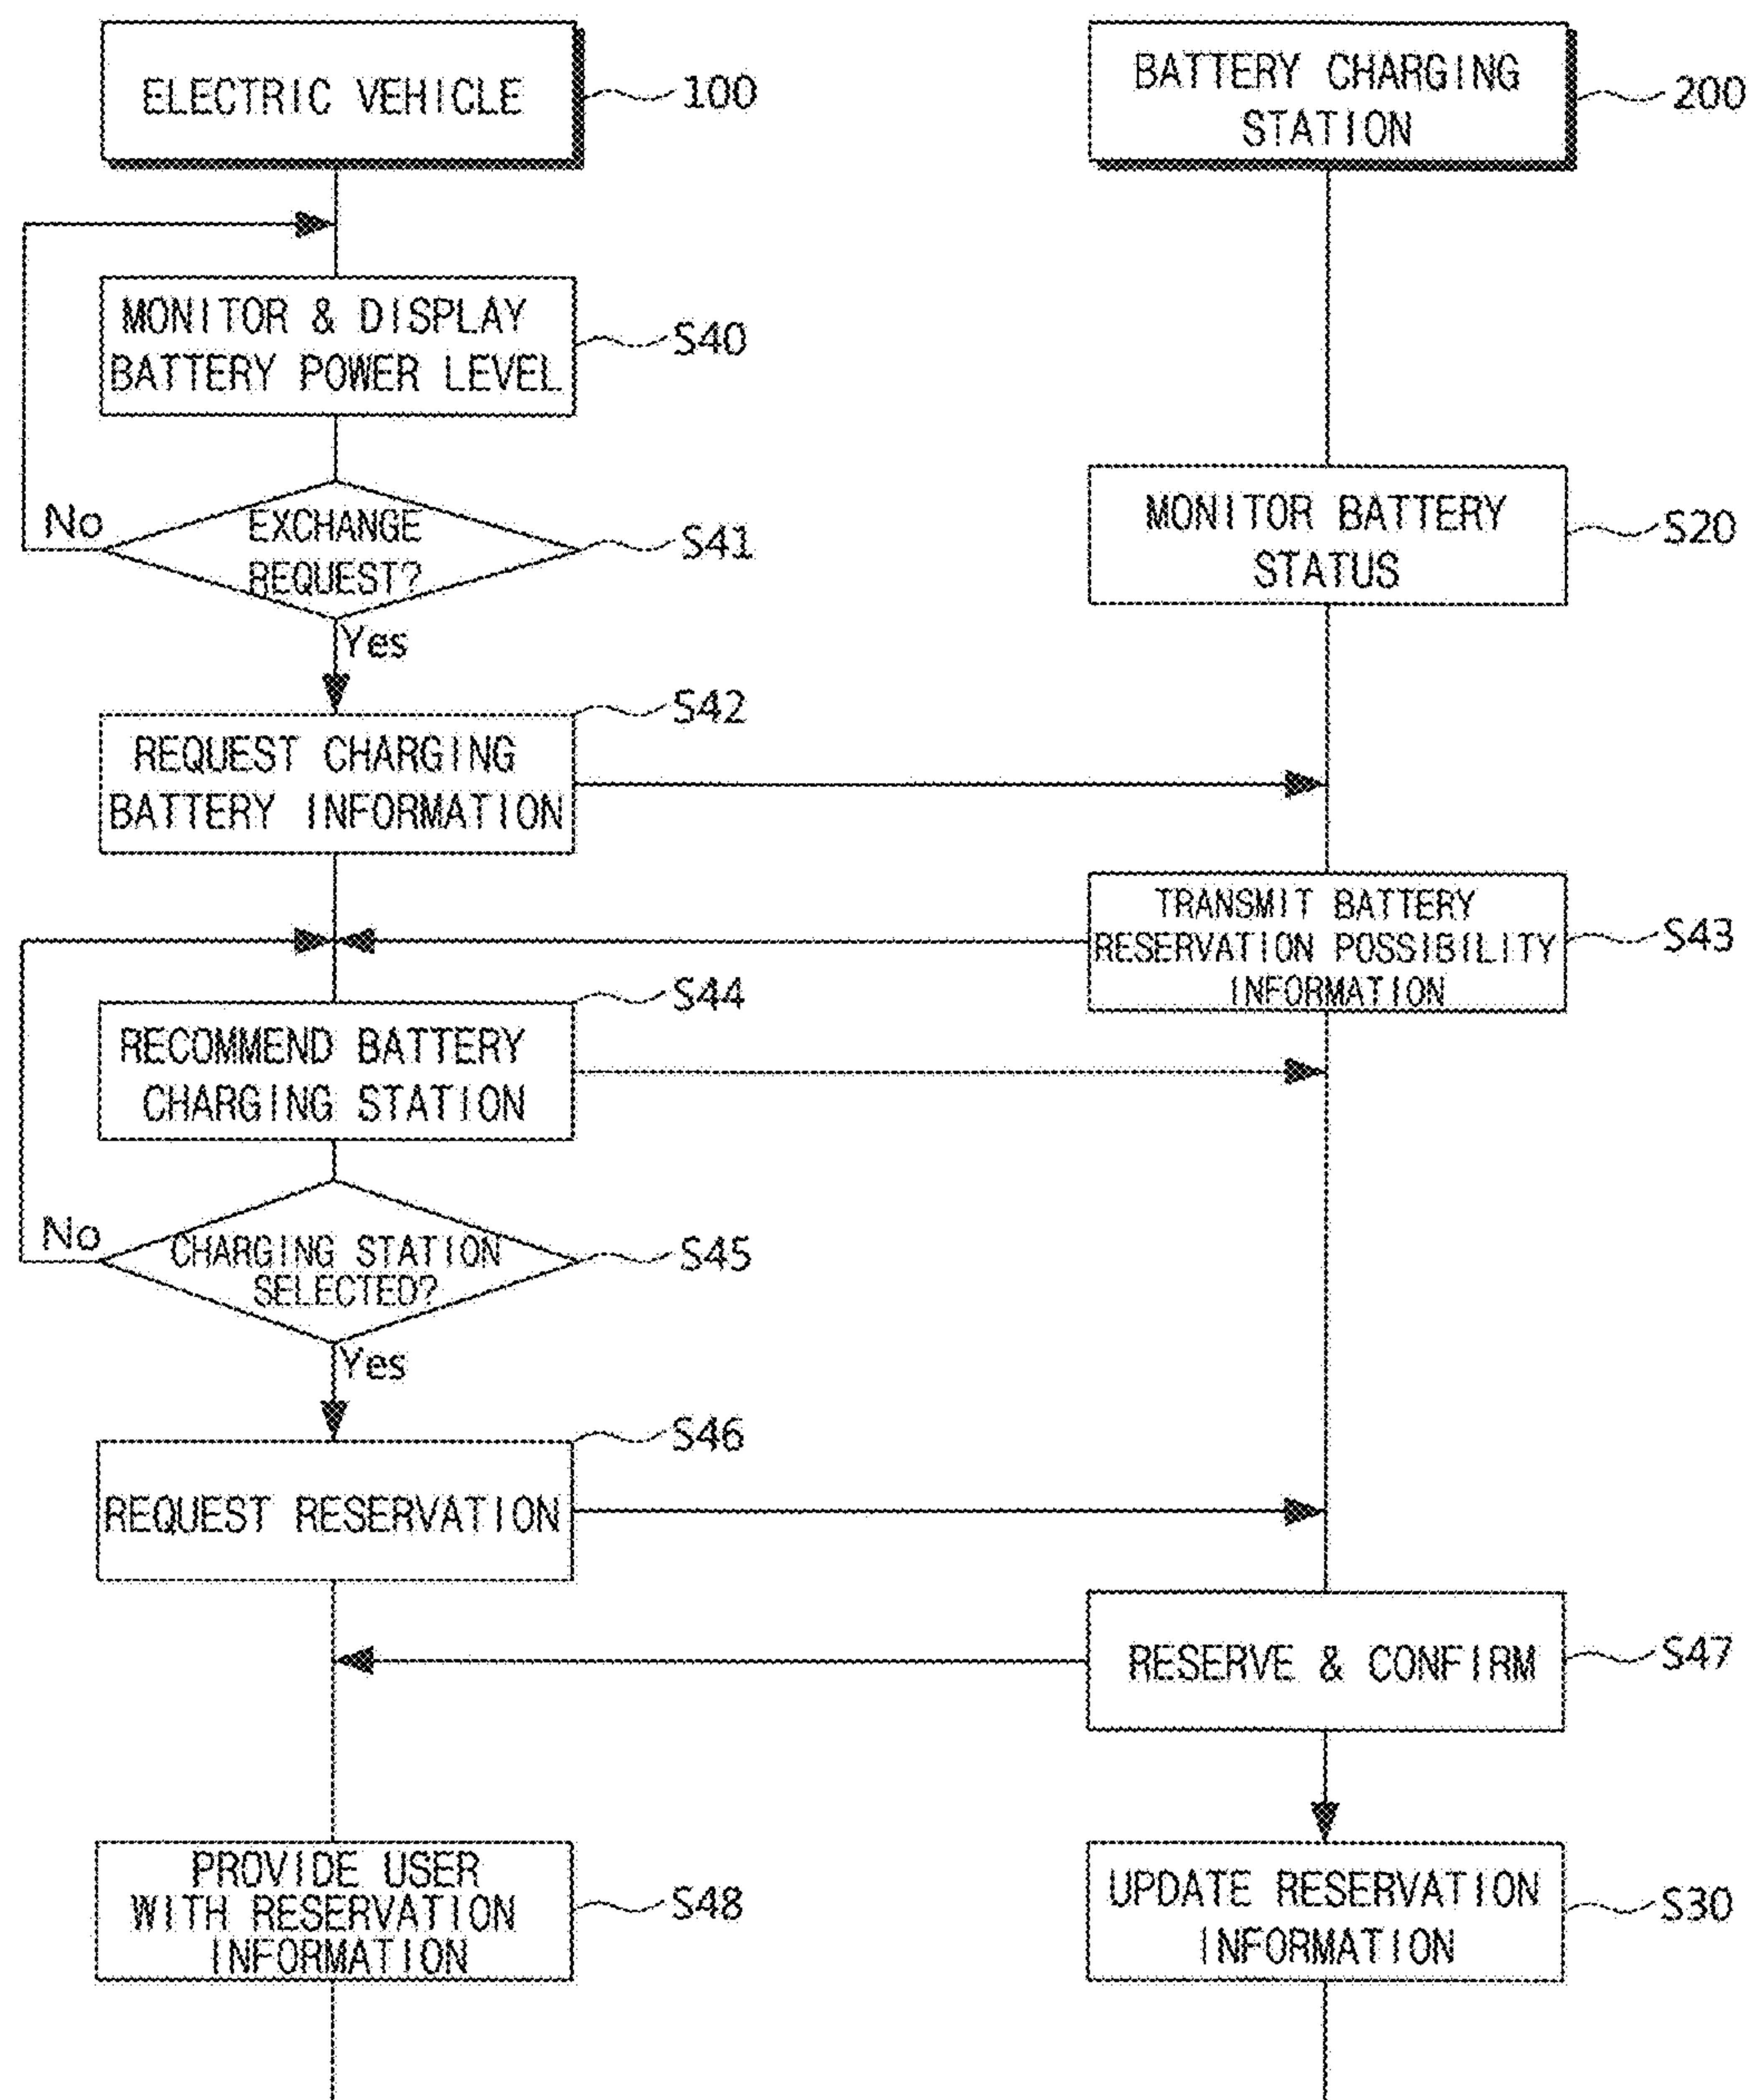 ELECTRIC VEHICLE
100
BATTERY CHARGING
STATION
200
MONITOR & DISPLAY
BATTERY POWER LEVEL
S40
No
EXCHANGE
REQUEST?
S41
MONITOR BATTERY
STATUS
S20
Yes
REQUEST CHARGING
BATTERY INFORMATION
S42
TRANSMIT BATTERY
RESERVATION POSSIBILITY
INFORMATION
S43
RECOMMEND BATTERY
CHARGING STATION
S44
No
CHARGING STATION
SELECTED?
S45
Yes
REQUEST RESERVATION
S46
RESERVE & CONFIRM
S47
PROVIDE USER
WITH RESERVATION
INFORMATION
S48
UPDATE RESERVATION
INFORMATION
S30